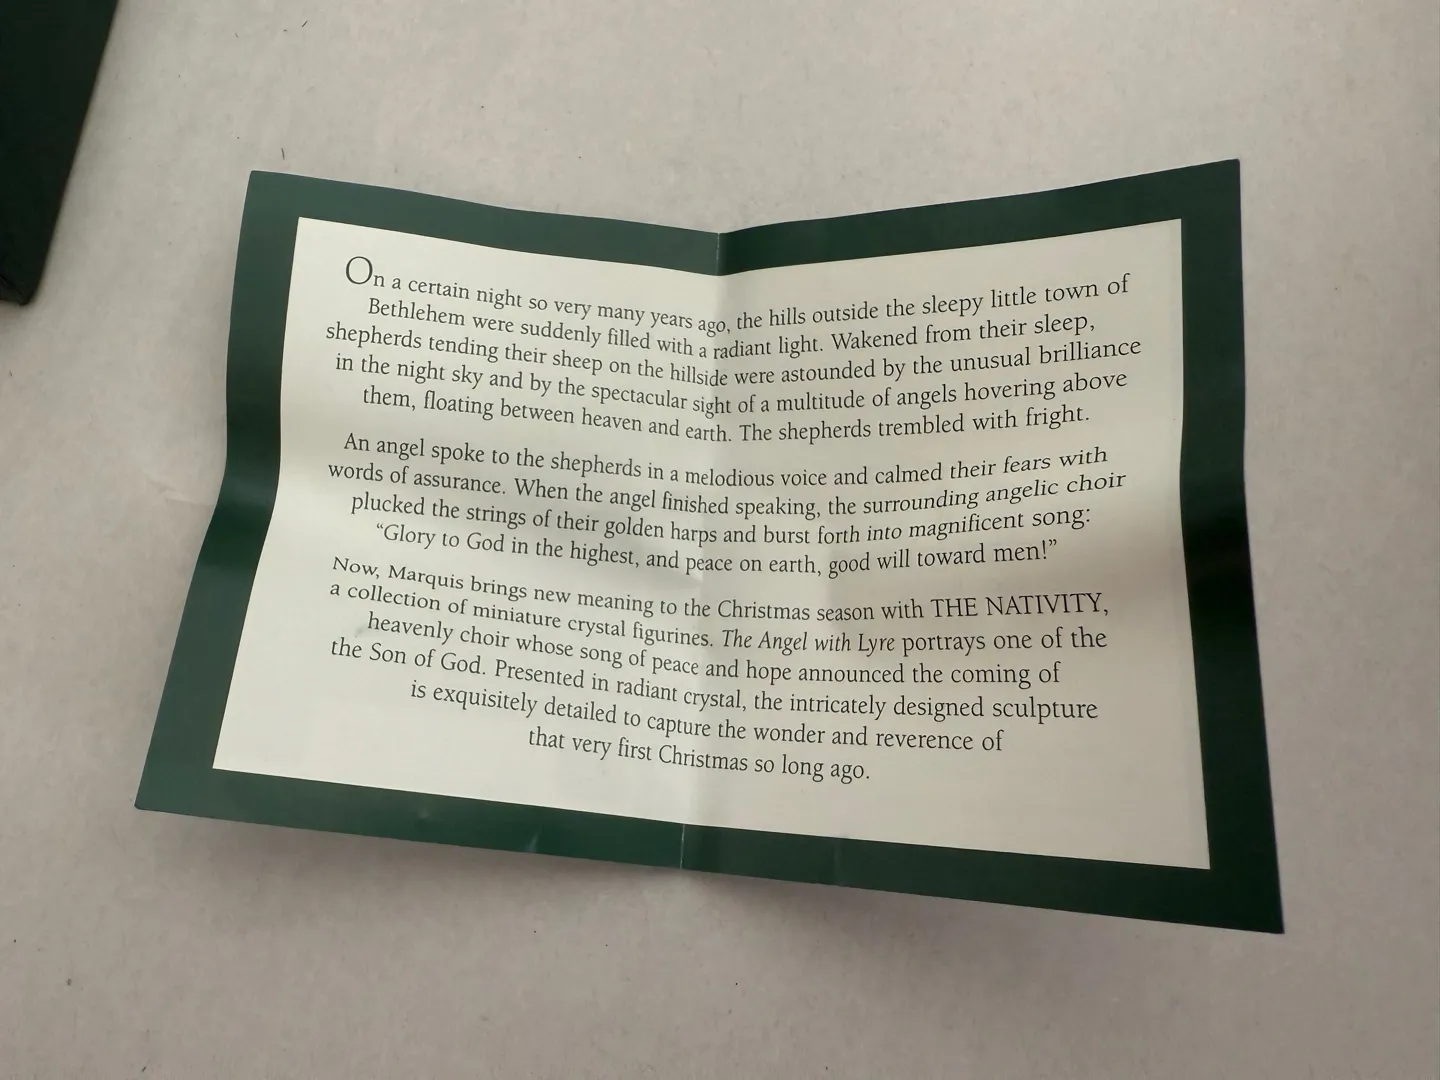 On a certain night so very many years ago, the hills outside the sleepy little town of
Bethlehem were suddenly filled with a radiant light. Wakened from their sleep,
shepherds tending their sheep on the hillside were astounded by the unusual brilliance
in the night sky and by the spectacular sight of a multitude of angels hovering above
them, floating between heaven and earth. The shepherds trembled with fright.
An angel spoke to the shepherds in a melodious voice and calmed their fears with
words of assurance. When the angel finished speaking, the surrounding angelic choir
plucked the strings of their golden harps and burst forth into magnificent song:
“Glory to God in the highest, and peace on earth, good will toward men!”
Now, Marquis brings new meaning to the Christmas season with THE NATIVITY,
a collection of miniature crystal figurines. The Angel with Lyre portrays one of the
heavenly choir whose song of peace and hope announced the coming of
the Son of God. Presented in radiant crystal, the intricately designed sculpture
is exquisitely detailed to capture the wonder and reverence of
that very first Christmas so long ago.